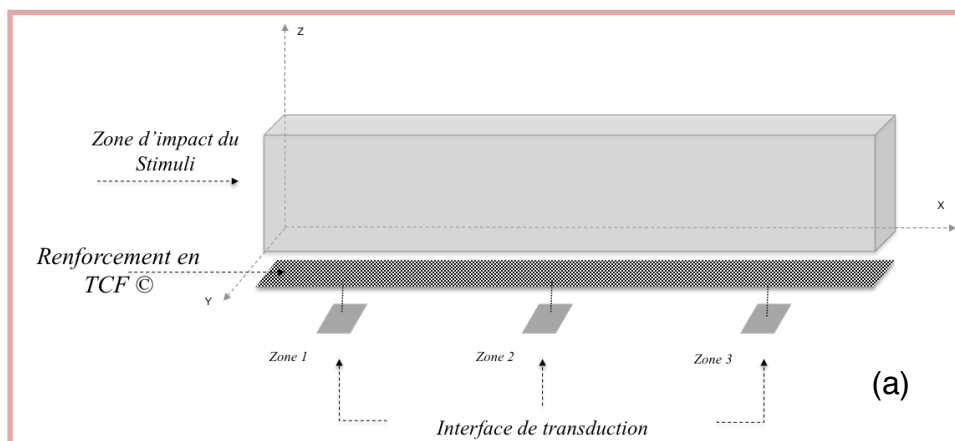 Z
Zone d'impact du
Stimuli
X
Renforcement en
TCF ©
Y
Zone 1
Zone 2
Zone 3
(a)
Interface de transduction